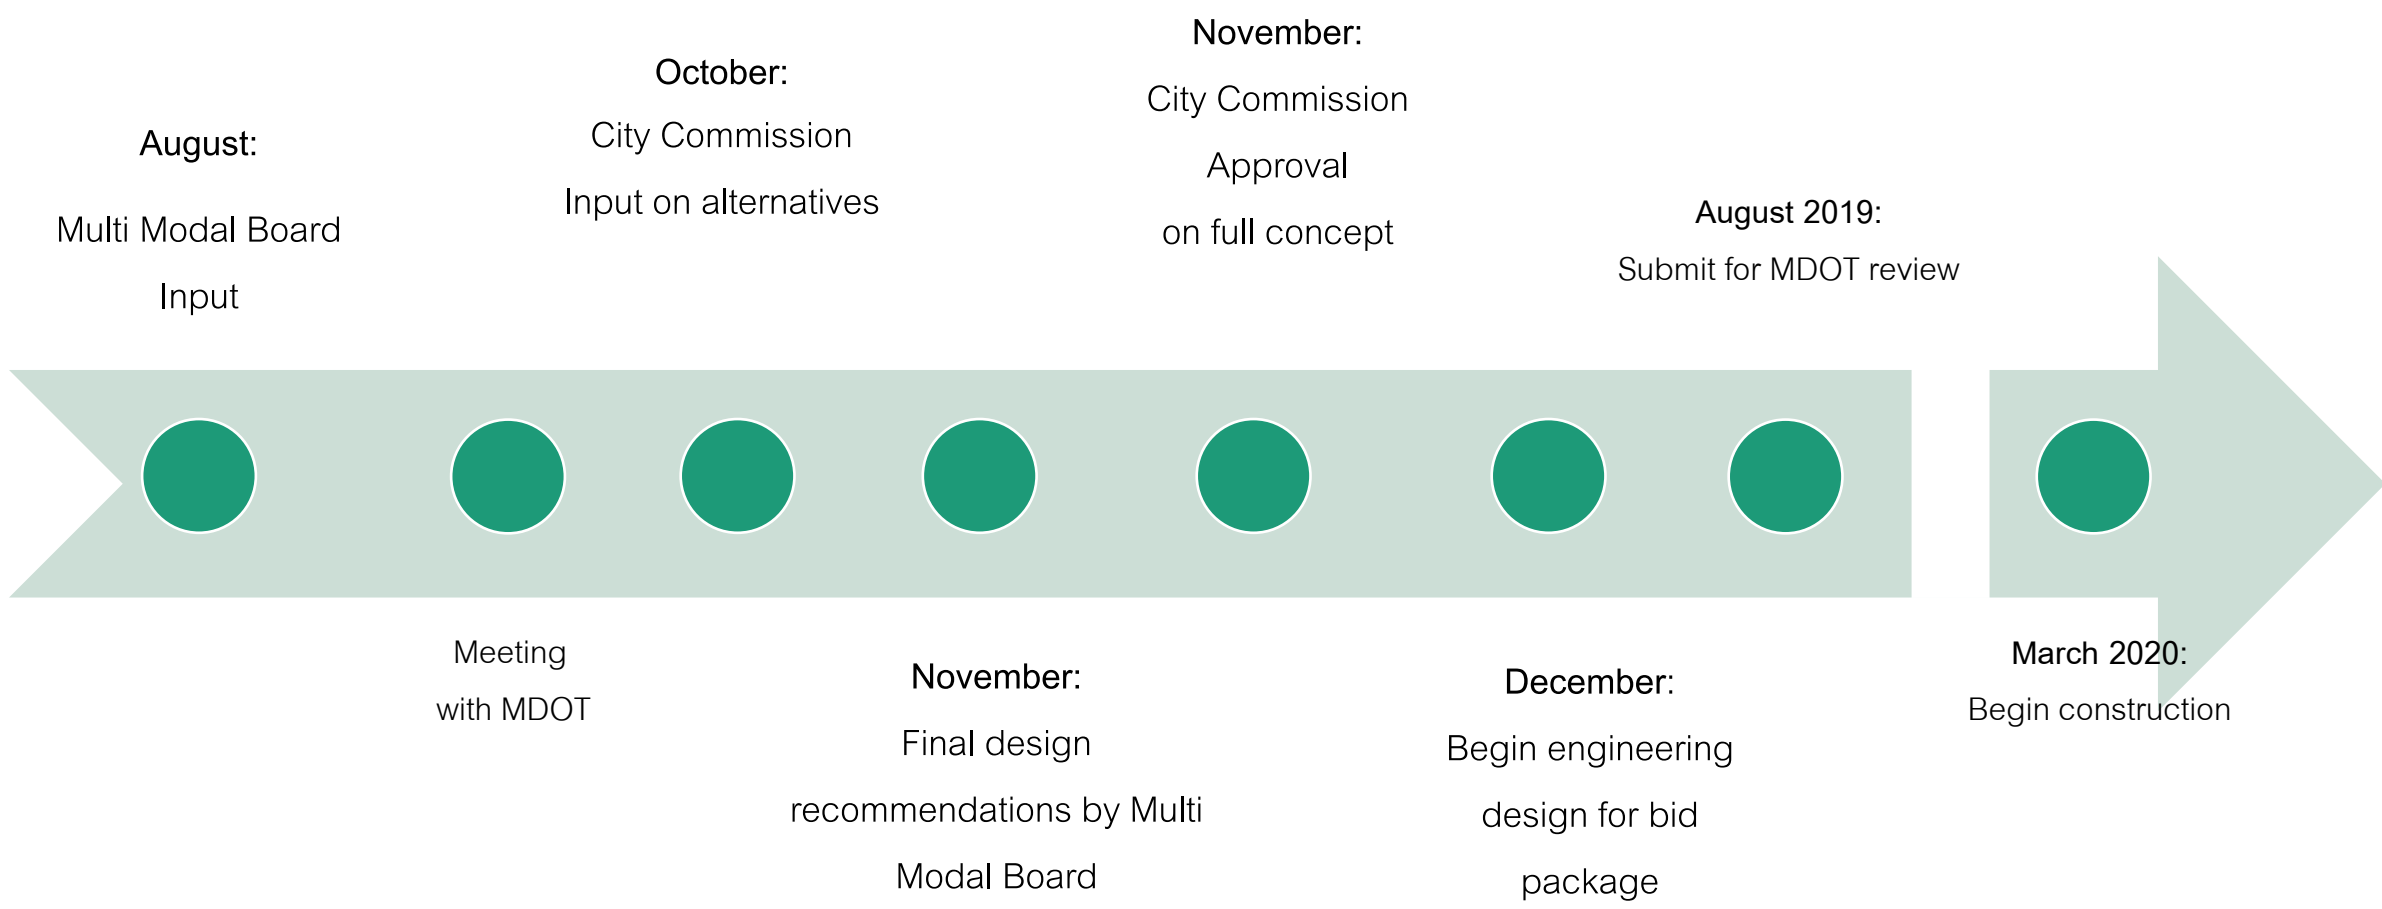 August:
Multi Modal Board
Input
Meeting
with MDOT
October:
City Commission
Input on alternatives
November:
Final design
recommendations by Multi
Modal Board
November:
City Commission
Approval
on full concept
December:
Begin engineering
design for bid
package
August 2019:
Submit for MDOT review
March 2020:
Begin construction